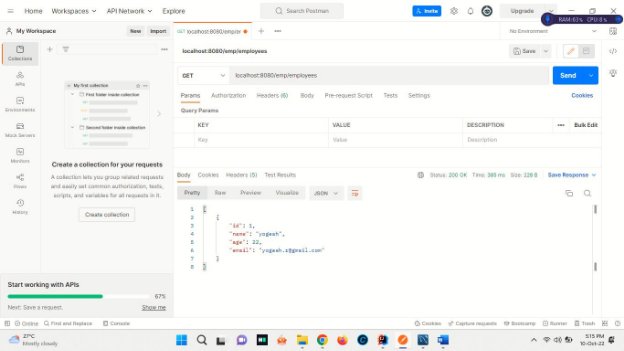 Home Workspaces API Network Explore
Search Postman
Invite
Upgrade
RAM:63% CPU:8%
My Workspace
New Import
localhost:8080/emp/em
No Environment
Collections
APIs
Environments
Mock Servers
Monitors
Flows
History
My first collection
First folder inside collection
Second folder inside collection
Create a collection for your requests
A collection lets you group related requests
and easily set common authorization, tests,
scripts, and variables for all requests in it.
Create collection
Start working with APIs
67%
Next: Save a request. Show me
localhost:8080/emp/employees
Save
GET localhost:8080/emp/employees
Send
Params Authorization Headers (6) Body Pre-request Script Tests Settings
Cookies
Query Params
KEY VALUE DESCRIPTION Bulk Edit
Key Value Description
Body Cookies Headers (5) Test Results
Status: 200 OK Time: 386 ms Size: 228 B Save Response
Pretty Raw Preview Visualize JSON
1 [
2 {
3 "id": 1,
4 "name": "yogesh",
5 "age": 22,
6 "email": "yogesh.s@gmail.com"
7 }
8 ]
Online Find and Replace Console
Cookies Capture requests Bootcamp Runner Trash
27°C
Mostly cloudy
5:15 PM
10-Oct-22